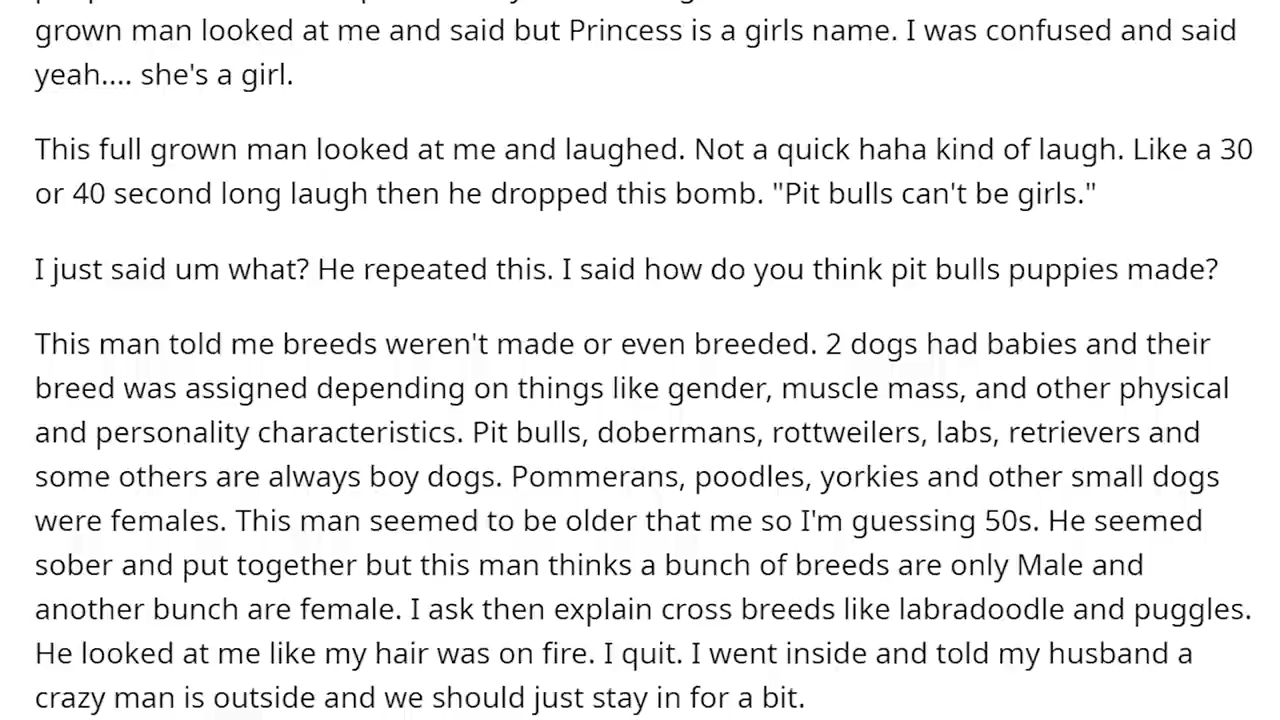 grown man looked at me and said but Princess is a girls name. I was confused and said
yeah.... she's a girl.
This full grown man looked at me and laughed. Not a quick haha kind of laugh. Like a 30
or 40 second long laugh then he dropped this bomb. "Pit bulls can't be girls."
I just said um what? He repeated this. I said how do you think pit bulls puppies made?
This man told me breeds weren't made or even breeded. 2 dogs had babies and their
breed was assigned depending on things like gender, muscle mass, and other physical
and personality characteristics. Pit bulls, dobermans, rottweilers, labs, retrievers and
some others are always boy dogs. Pommerans, poodles, yorkies and other small dogs
were females. This man seemed to be older that me so I'm guessing 50s. He seemed
sober and put together but this man thinks a bunch of breeds are only Male and
another bunch are female. I ask then explain cross breeds like labradoodle and puggles.
He looked at me like my hair was on fire. I quit. I went inside and told my husband a
crazy man is outside and we should just stay in for a bit.